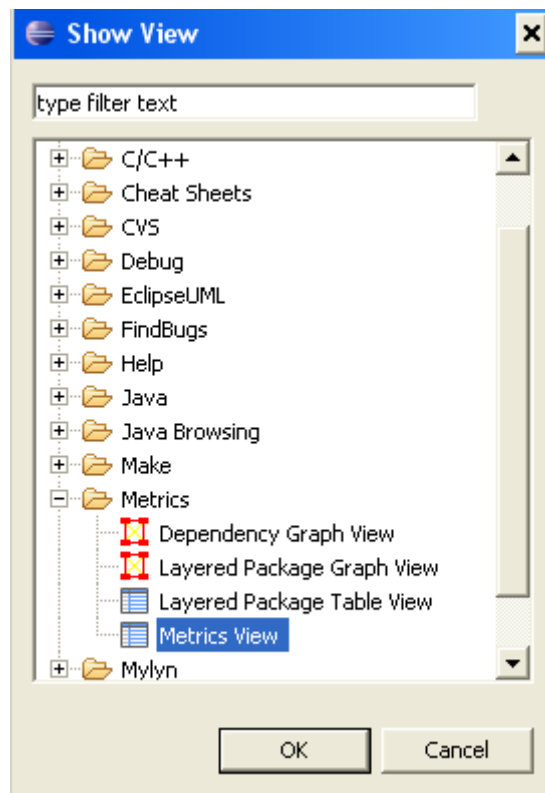 Show View
type filter text
C/C++
Cheat Sheets
CVS
Debug
EclipseUML
FindBugs
Help
Java
Java Browsing
Make
Metrics
Dependency Graph View
Layered Package Graph View
Layered Package Table View
Metrics View
Mylyn
OK Cancel